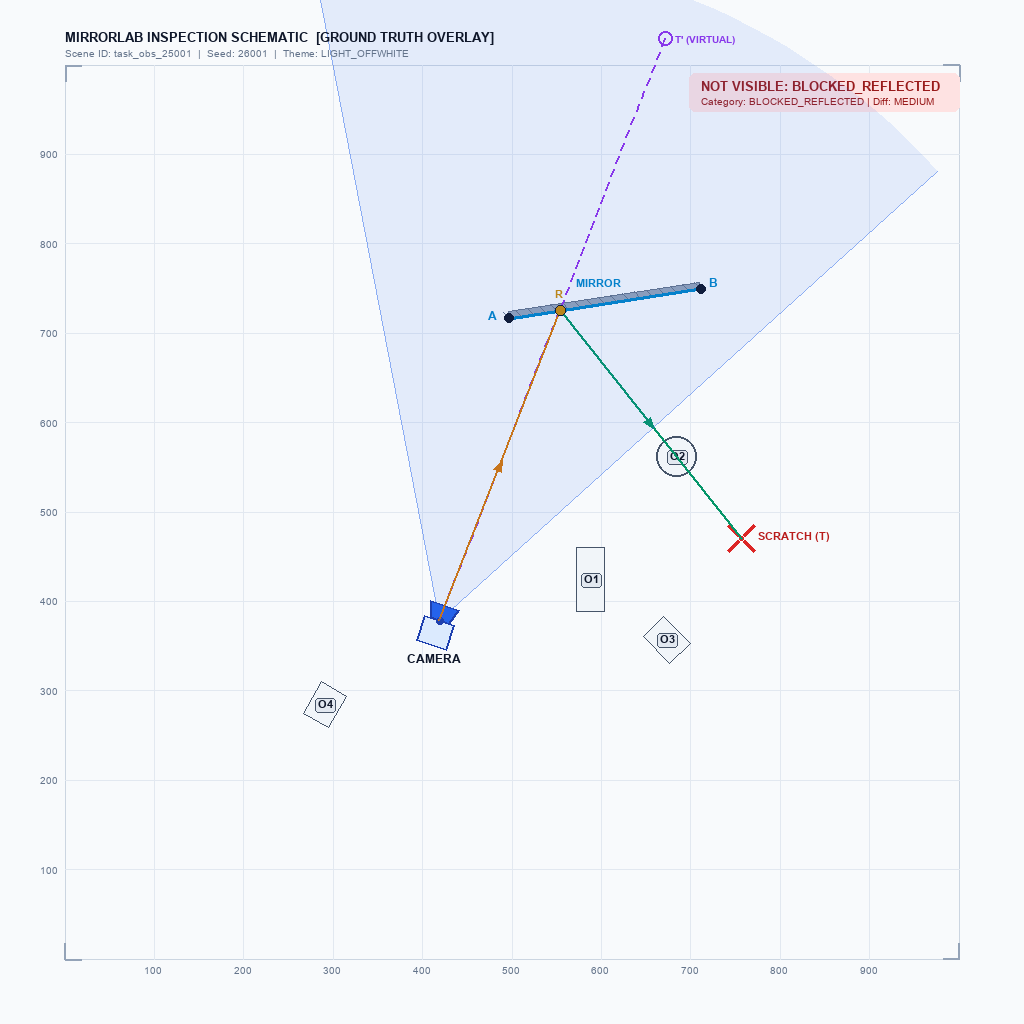 MIRRORLAB INSPECTION SCHEMATIC  [GROUND TRUTH OVERLAY]
Scene ID: task_obs_25001  |  Seed: 26001  |  Theme: LIGHT_OFFWHITE
T' (VIRTUAL)
NOT VISIBLE: BLOCKED_REFLECTED
Category: BLOCKED_REFLECTED | Diff: MEDIUM
900
800
MIRROR
B
R
A
700
600
O2
500
SCRATCH (T)
O1
400
O3
CAMERA
300
O4
200
100
100 200 300 400 500 600 700 800 900